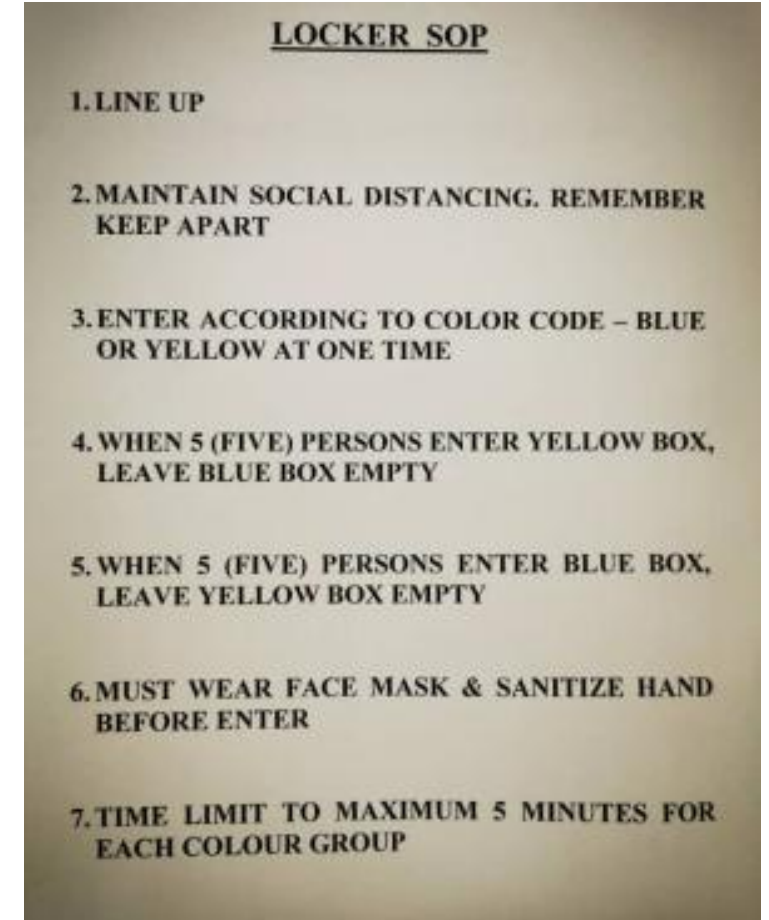 LOCKER SOP
1. LINE UP
2. MAINTAIN SOCIAL DISTANCING. REMEMBER
KEEP APART
3. ENTER ACCORDING TO COLOR CODE – BLUE
OR YELLOW AT ONE TIME
4. WHEN 5 (FIVE) PERSONS ENTER YELLOW BOX,
LEAVE BLUE BOX EMPTY
5. WHEN 5 (FIVE) PERSONS ENTER BLUE BOX,
LEAVE YELLOW BOX EMPTY
6. MUST WEAR FACE MASK & SANITIZE HAND
BEFORE ENTER
7. TIME LIMIT TO MAXIMUM 5 MINUTES FOR
EACH COLOUR GROUP